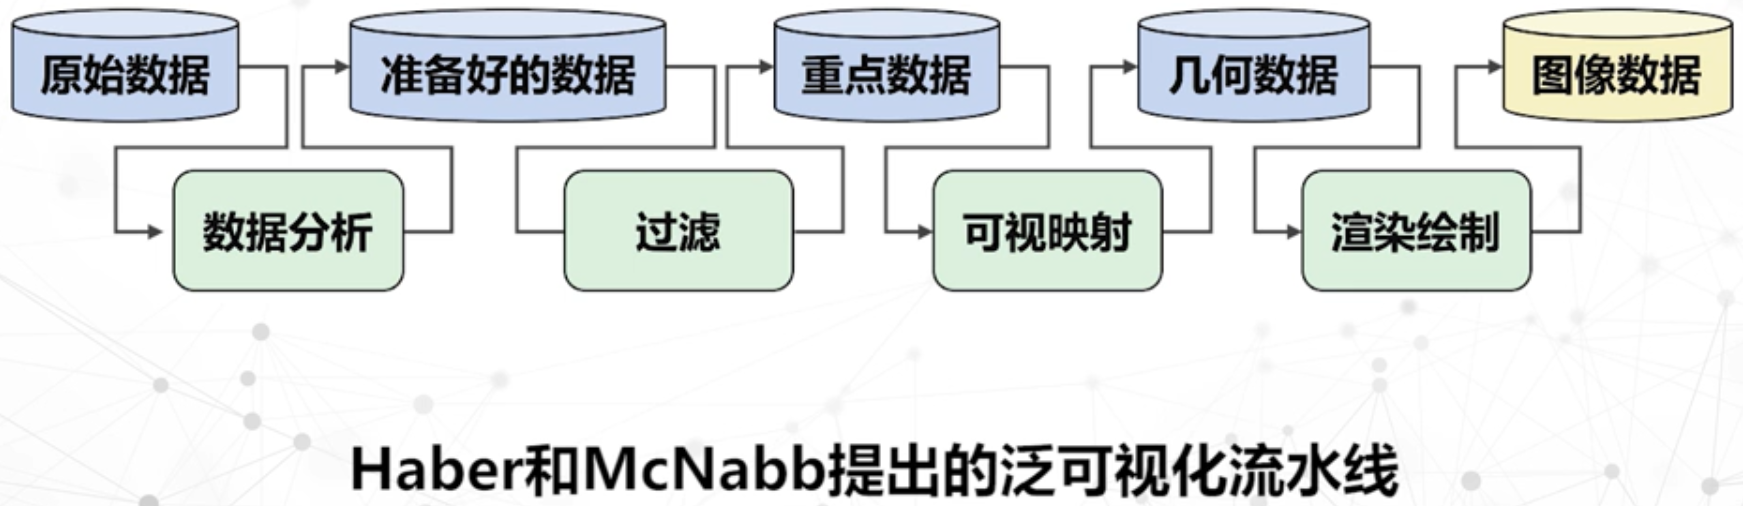 原始数据 准备好的数据 重点数据 几何数据 图像数据
数据分析 过滤 可视映射 渲染绘制
Haber和McNabb提出的泛可视化流水线